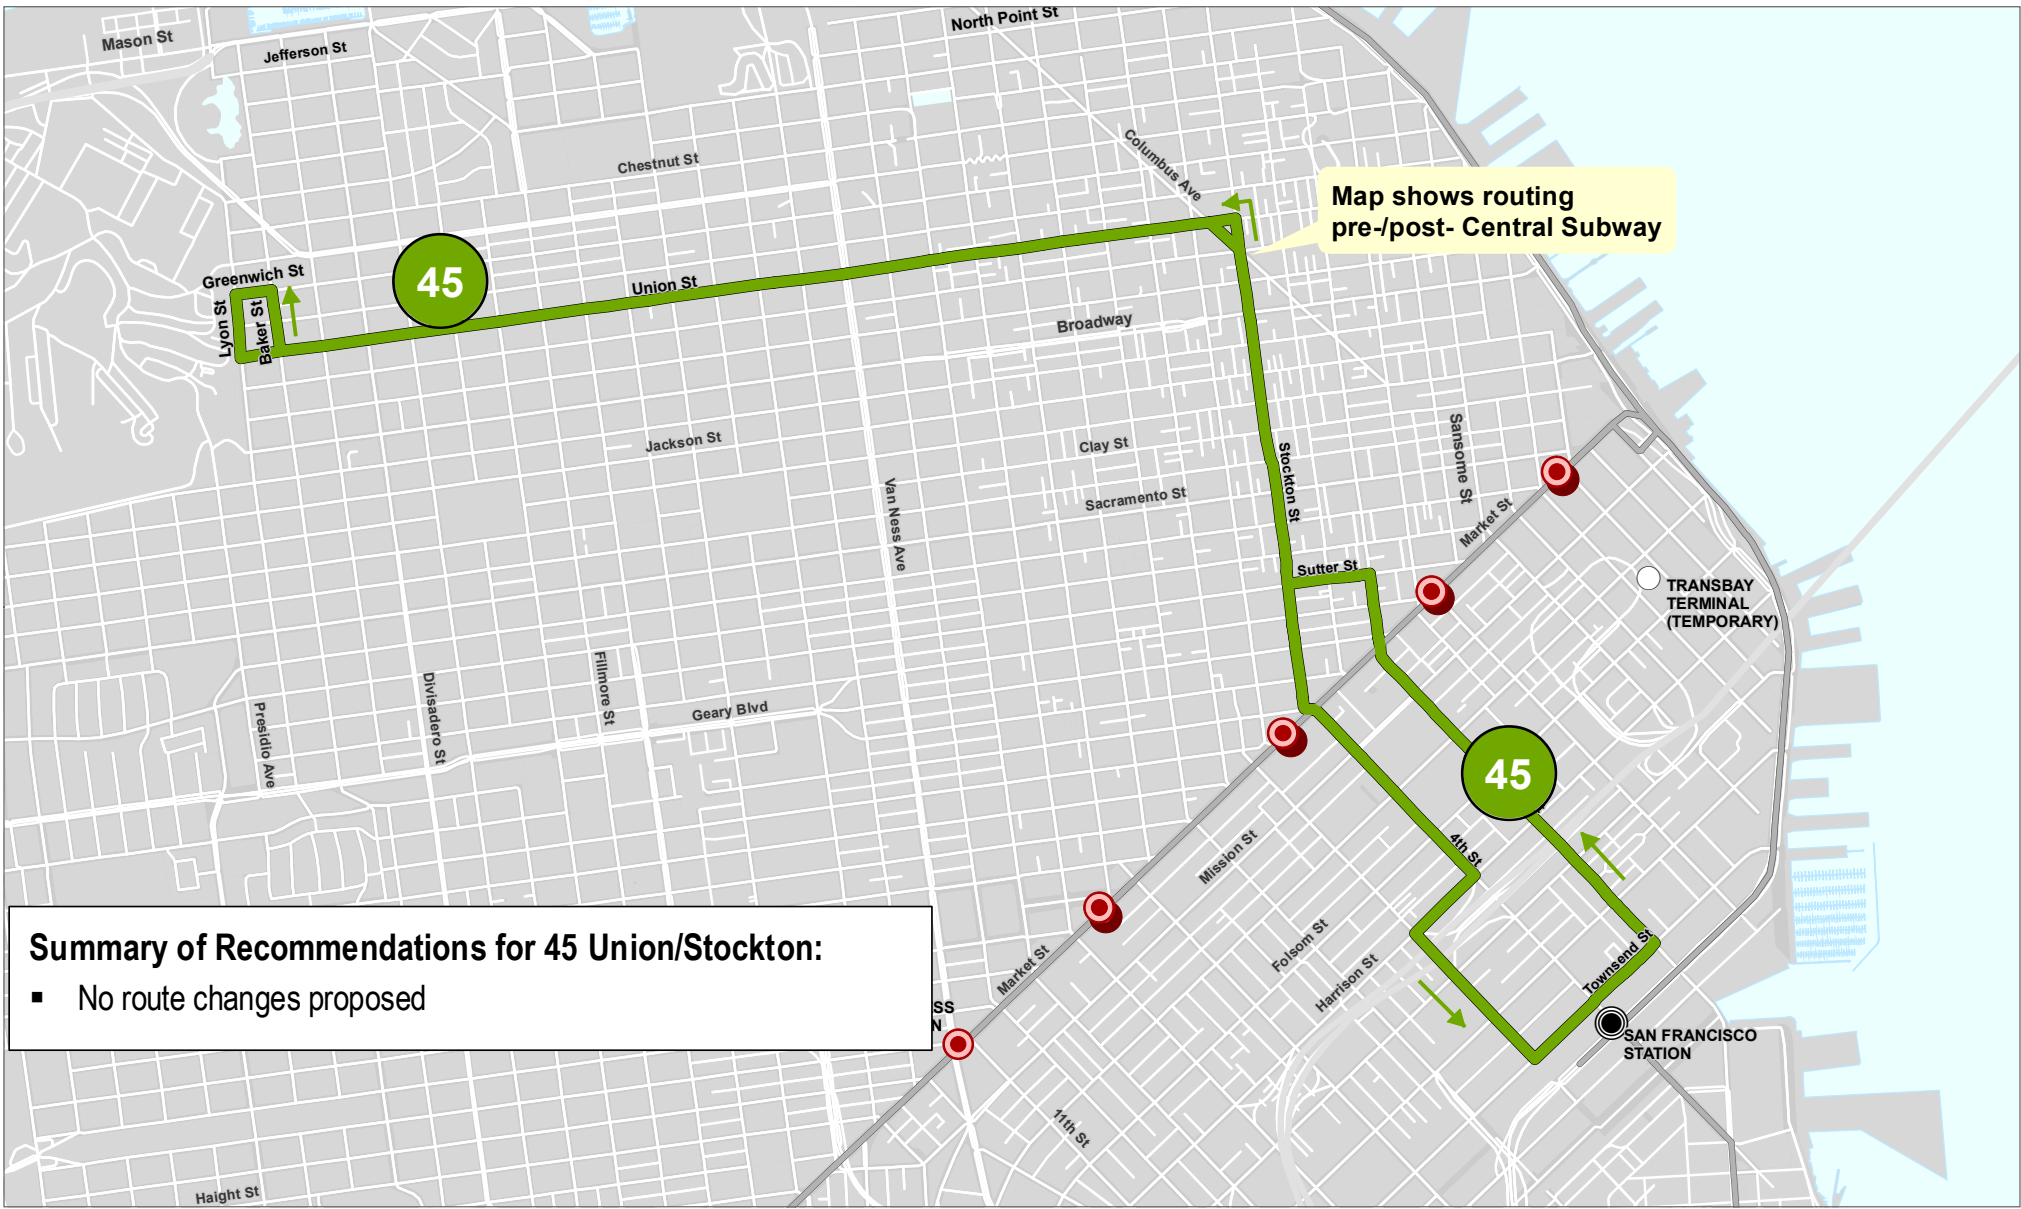 North Point St
Mason St
Jefferson St
Chestnut St
Columbus Ave
Map shows routing
pre-/post- Central Subway
Greenwich St
45
Union St
Lyon St
Baker St
Broadway
Jackson St
Clay St
Sansome St
Stockton St
Sacramento St
Van Ness Ave
Market St
Sutter St
TRANSBAY
TERMINAL
(TEMPORARY)
Fillmore St
Divisadero St
Presidio Ave
Geary Blvd
45
4th St
Mission St
Summary of Recommendations for 45 Union/Stockton:
▪ No route changes proposed
Folsom St
Harrison St
Townsend St
Market St
SS
N
SAN FRANCISCO
STATION
11th St
Haight St